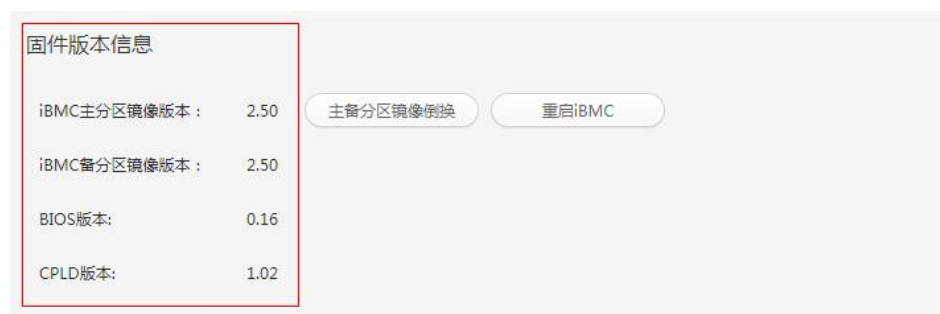 固件版本信息
iBMC主分区镜像版本： 2.50 主备分区镜像倒换 重启iBMC
iBMC备分区镜像版本： 2.50
BIOS版本: 0.16
CPLD版本: 1.02